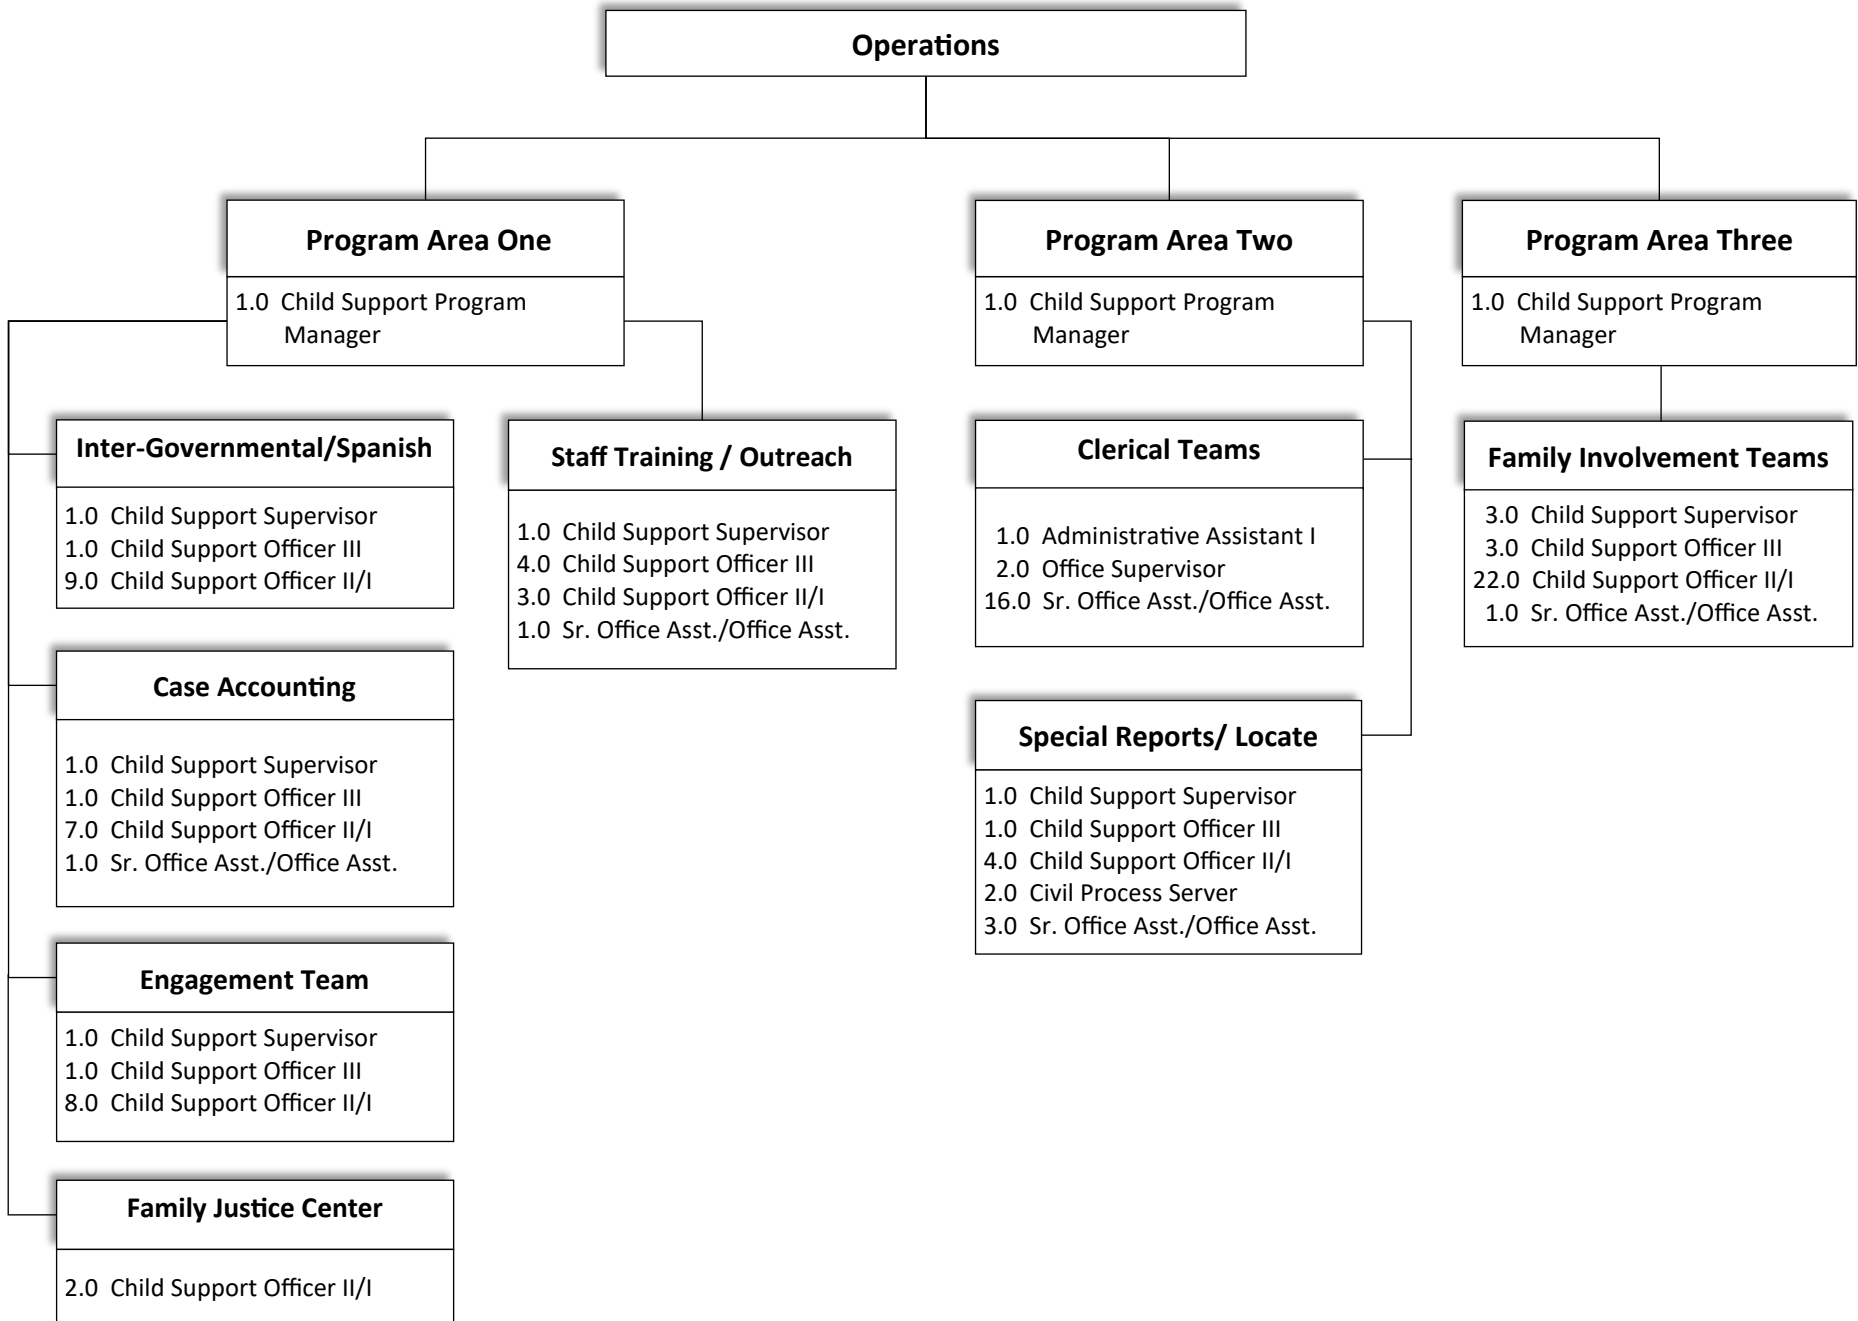 Operations
Program Area One
1.0 Child Support Program
Manager
Program Area Two
1.0 Child Support Program
Manager
Program Area Three
1.0 Child Support Program
Manager
Inter-Governmental/Spanish
1.0 Child Support Supervisor
1.0 Child Support Officer III
9.0 Child Support Officer II/I
Staff Training / Outreach
1.0 Child Support Supervisor
4.0 Child Support Officer III
3.0 Child Support Officer II/I
1.0 Sr. Office Asst./Office Asst.
Clerical Teams
1.0 Administrative Assistant I
2.0 Office Supervisor
16.0 Sr. Office Asst./Office Asst.
Family Involvement Teams
3.0 Child Support Supervisor
3.0 Child Support Officer III
22.0 Child Support Officer II/I
1.0 Sr. Office Asst./Office Asst.
Case Accounting
1.0 Child Support Supervisor
1.0 Child Support Officer III
7.0 Child Support Officer II/I
1.0 Sr. Office Asst./Office Asst.
Special Reports/ Locate
1.0 Child Support Supervisor
1.0 Child Support Officer III
4.0 Child Support Officer II/I
2.0 Civil Process Server
3.0 Sr. Office Asst./Office Asst.
Engagement Team
1.0 Child Support Supervisor
1.0 Child Support Officer III
8.0 Child Support Officer II/I
Family Justice Center
2.0 Child Support Officer II/I